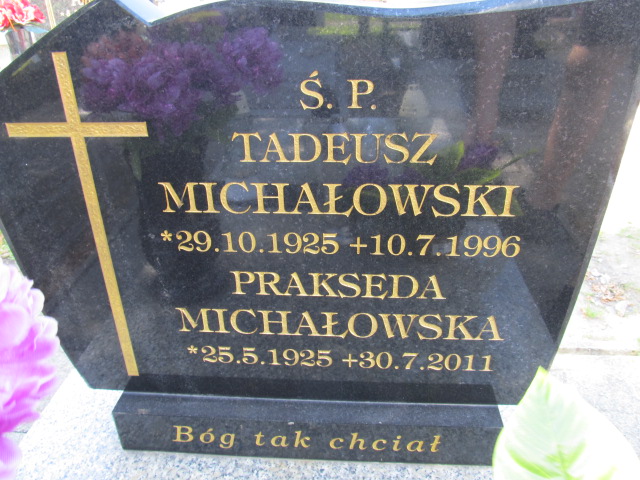 Ś. P.
TADEUSZ
MICHAŁOWSKI
*29.10.1925 +10.7.1996
PRAKSEDA
MICHAŁOWSKA
*25.5.1925 +30.7.2011
Bóg tak chciał